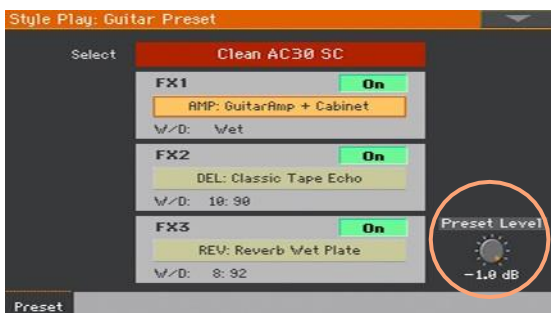 Style Play: Guitar Preset
Select
Clean AC30 SC
FX1
On
AMP: GuitarAmp + Cabinet
W/D: Wet
FX2
On
DEL: Classic Tape Echo
W/D: 10:90
FX3
On
REV: Reverb Wet Plate
W/D: 8:92
Preset Level
-1.0 dB
Preset